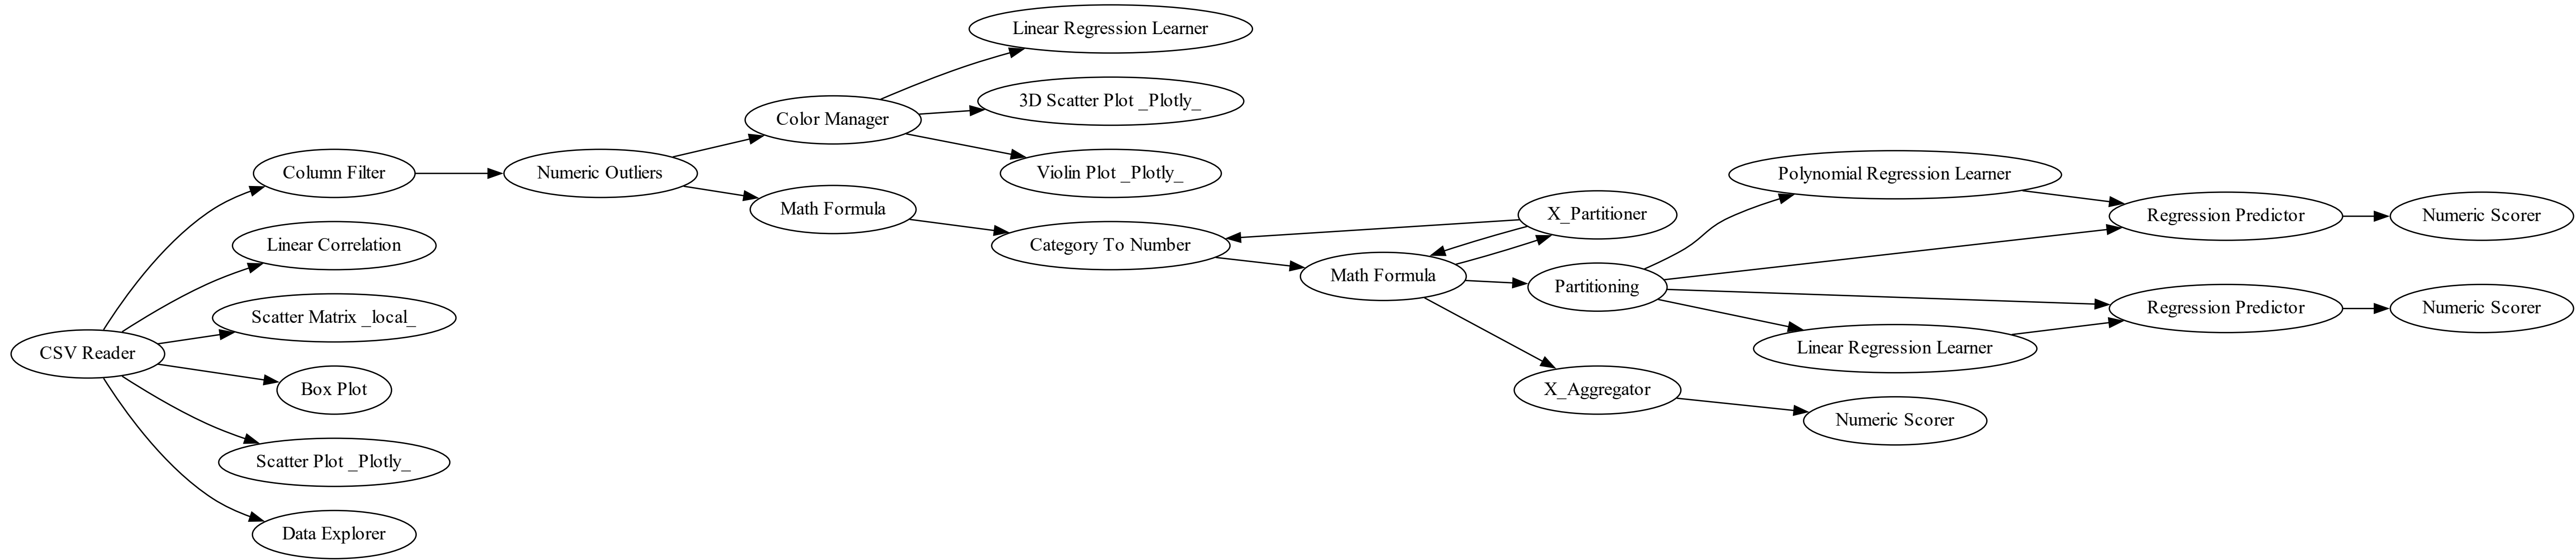 CSV Reader
Column Filter
Linear Correlation
Scatter Matrix _local_
Box Plot
Scatter Plot _Plotly_
Data Explorer
Numeric Outliers
Color Manager
Math Formula
Linear Regression Learner
3D Scatter Plot _Plotly_
Violin Plot _Plotly_
Category To Number
Math Formula
X_Partitioner
Partitioning
X_Aggregator
Polynomial Regression Learner
Linear Regression Learner
Numeric Scorer
Regression Predictor
Regression Predictor
Numeric Scorer
Numeric Scorer